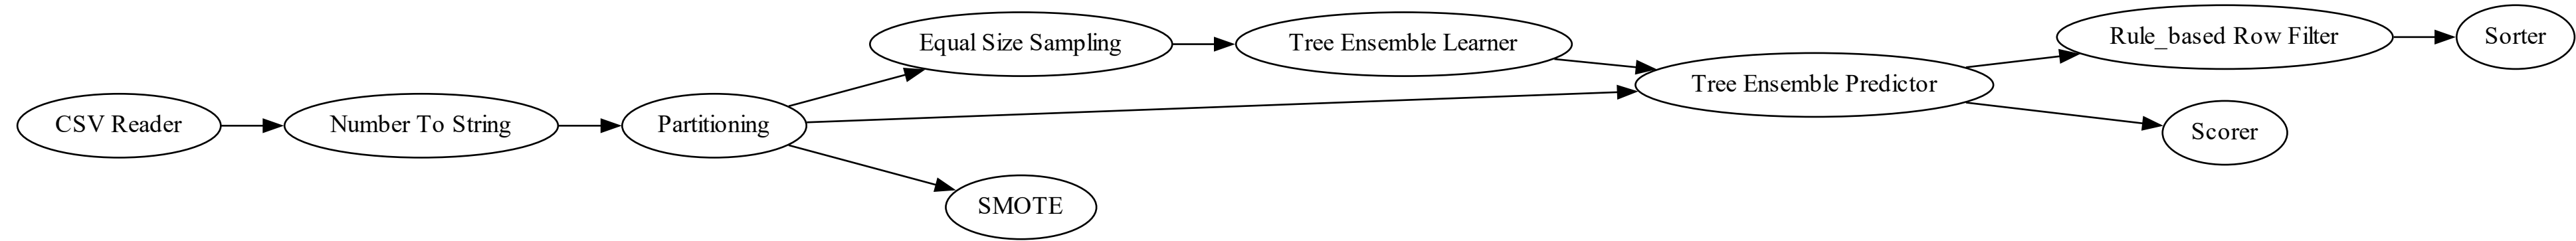 CSV Reader
Number To String
Partitioning
Equal Size Sampling
SMOTE
Tree Ensemble Learner
Tree Ensemble Predictor
Rule_based Row Filter
Scorer
Sorter